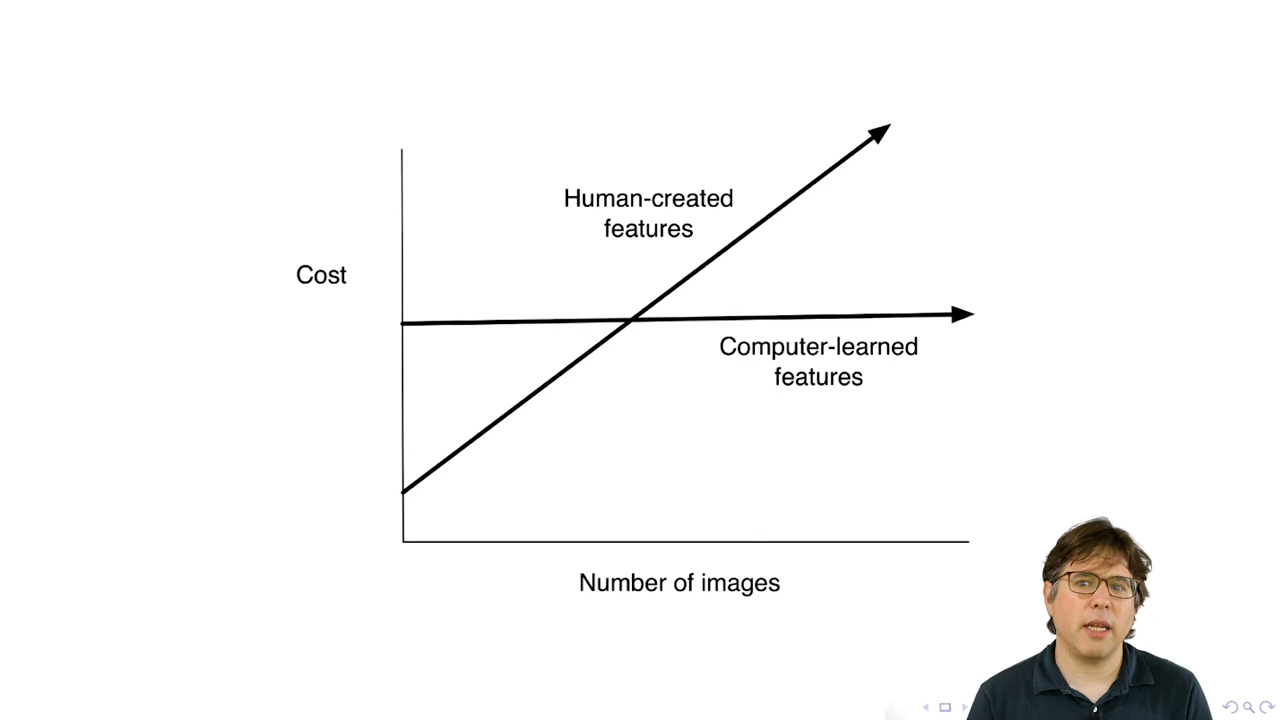 Human-created
features
Cost
Computer-learned
features
Number of images